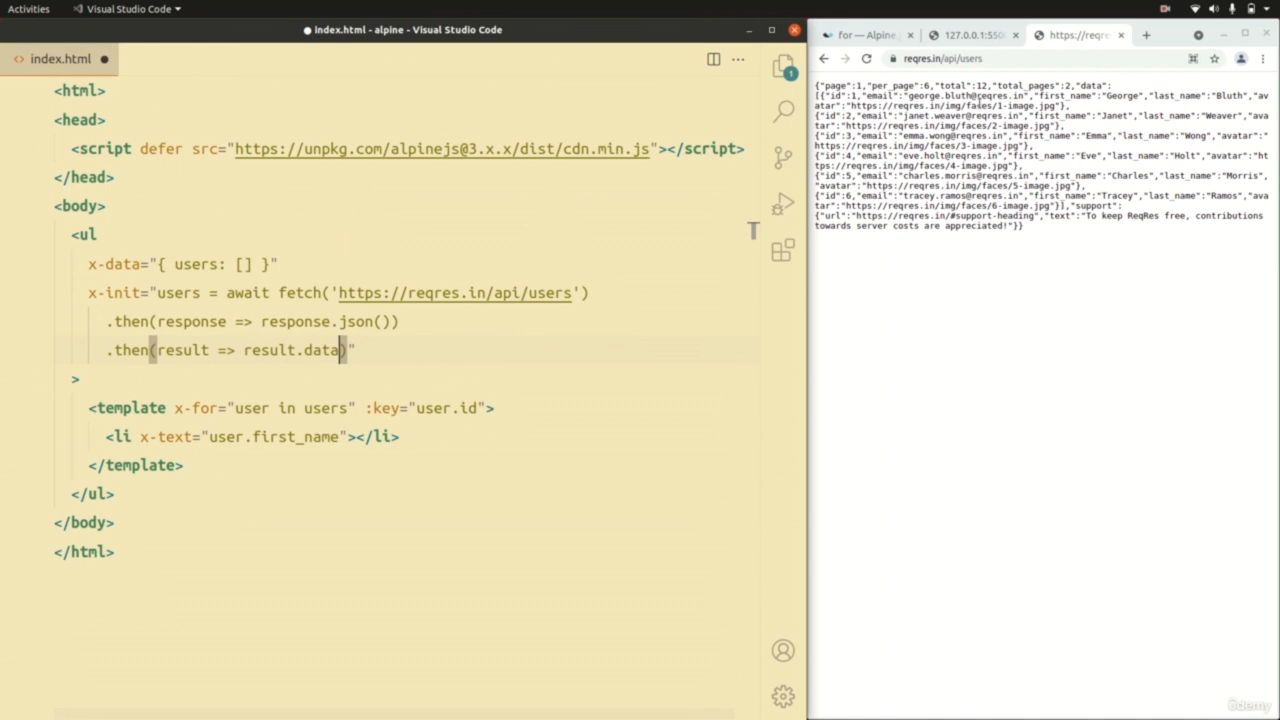 Activities
Visual Studio Code
index.html - alpine - Visual Studio Code
index.html
1
<html>
<head>
<script defer src="https://unpkg.com/alpinejs@3.x.x/dist/cdn.min.js"></script>
</head>
<body>
<ul
x-data="{ users: [] }"
x-init="users = await fetch('https://reqres.in/api/users')
.then(response => response.json())
.then(result => result.data)"
>
<template x-for="user in users" :key="user.id">
<li x-text="user.first_name"></li>
</template>
</ul>
</body>
</html>
T
for — Alpine.
127.0.0.1:550
https://reqre
reqres.in/api/users
{"page":1,"per_page":6,"total":12,"total_pages":2,"data":
[{"id":1,"email":"george.bluth@reqres.in","first_name":"George","last_name":"Bluth","av
atar":"https://reqres.in/img/faces/1-image.jpg"},
{"id":2,"email":"janet.weaver@reqres.in","first_name":"Janet","last_name":"Weaver","ava
tar":"https://reqres.in/img/faces/2-image.jpg"},
{"id":3,"email":"emma.wong@reqres.in","first_name":"Emma","last_name":"Wong","avatar":"
https://reqres.in/img/faces/3-image.jpg"},
{"id":4,"email":"eve.holt@reqres.in","first_name":"Eve","last_name":"Holt","avatar":"ht
tps://reqres.in/img/faces/4-image.jpg"},
{"id":5,"email":"charles.morris@reqres.in","first_name":"Charles","last_name":"Morris",
"avatar":"https://reqres.in/img/faces/5-image.jpg"},
{"id":6,"email":"tracey.ramos@reqres.in","first_name":"Tracey","last_name":"Ramos","ava
tar":"https://reqres.in/img/faces/6-image.jpg"}],"support":
{"url":"https://reqres.in/#support-heading","text":"To keep ReqRes free, contributions
towards server costs are appreciated!"}}
ûdemy